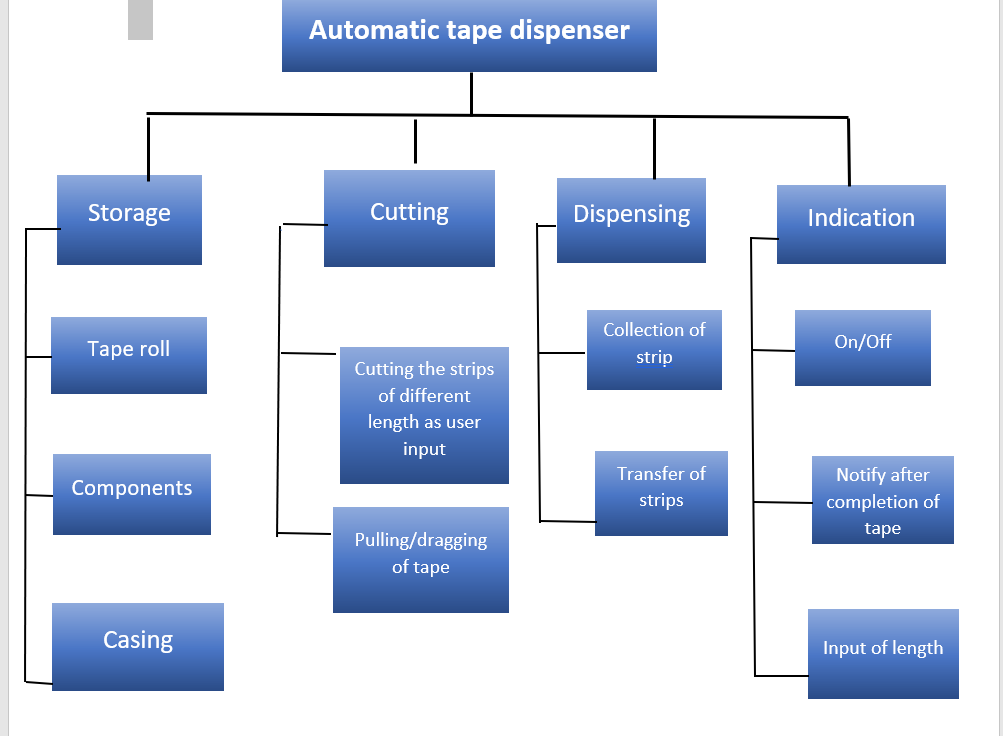 Automatic tape dispenser
Storage
Tape roll
Components
Casing
Cutting
Cutting the strips
of different
length as user
input
Pulling/dragging
of tape
Dispensing
Collection of
strip
Transfer of
strips
Indication
On/Off
Notify after
completion of
tape
Input of length